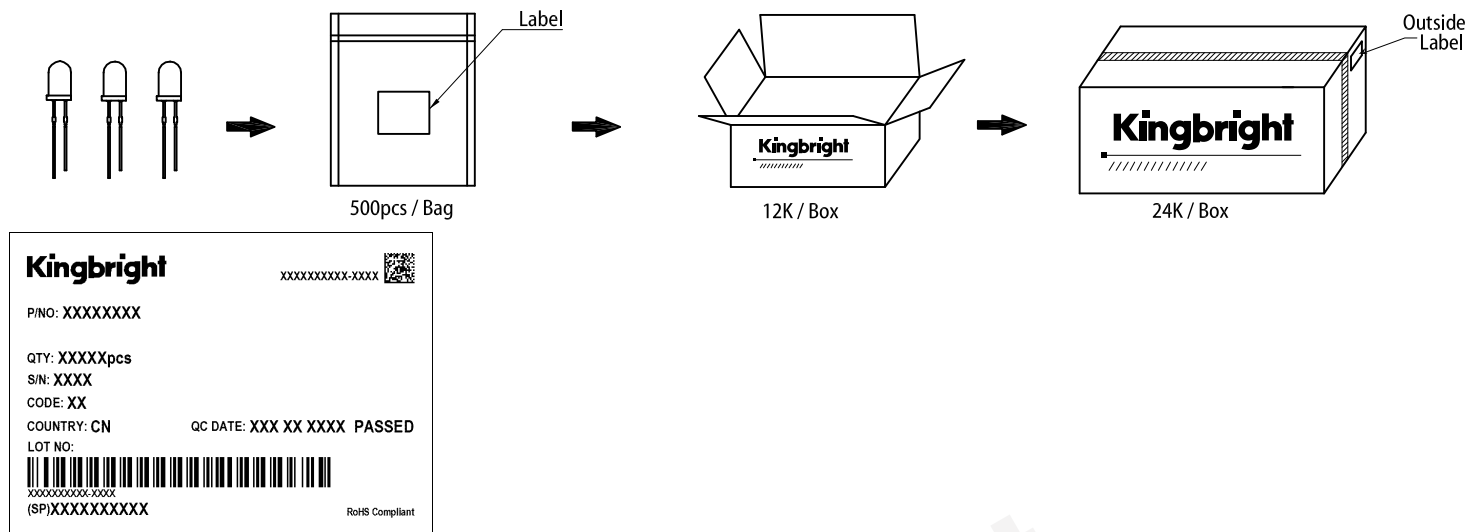 Label
Outside
Label
Kingbright
Kingbright
500pcs / Bag
12K / Box
24K / Box
Kingbright
XXXXXXXXXX-XXXX
P/NO: XXXXXXXX
QTY: XXXXXpcs
S/N: XXXX
CODE: XX
COUNTRY: CN QC DATE: XXX XX XXXX PASSED
LOT NO:
XXXXXXXXXX-XXXX
(SP)XXXXXXXXXX RoHS Compliant